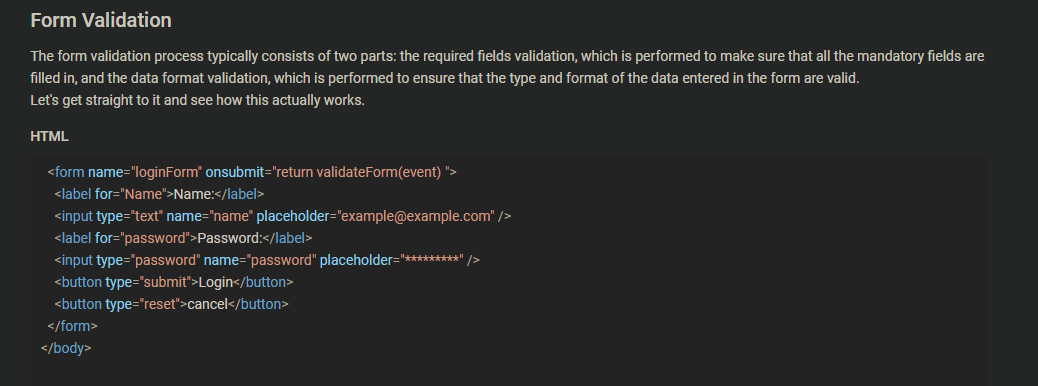 Form Validation
The form validation process typically consists of two parts: the required fields validation, which is performed to make sure that all the mandatory fields are
filled in, and the data format validation, which is performed to ensure that the type and format of the data entered in the form are valid.
Let's get straight to it and see how this actually works.
HTML
<form name="loginForm" onsubmit="return validateForm(event) ">
<label for="Name">Name:</label>
<input type="text" name="name" placeholder="example@example.com" />
<label for="password">Password:</label>
<input type="password" name="password" placeholder="*********" />
<button type="submit">Login</button>
<button type="reset">cancel</button>
</form>
</body>